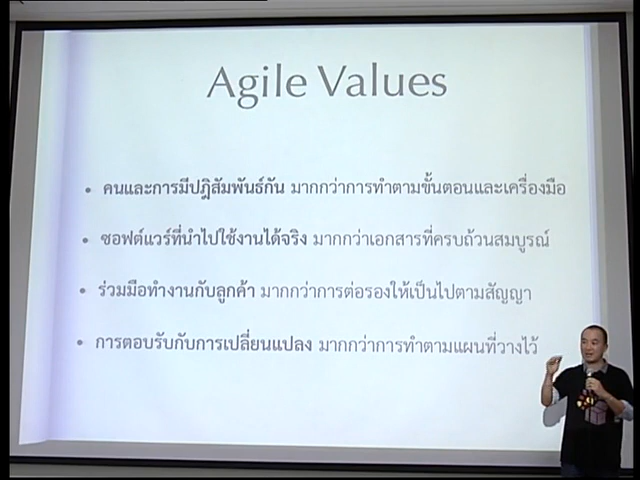 Agile Values
• คนและการมีปฎิสัมพันธ์กัน มากกว่าการทำตามขั้นตอนและเครื่องมือ
• ซอฟต์แวร์ที่นำไปใช้งานได้จริง มากกว่าเอกสารที่ครบถ้วนสมบูรณ์
• ร่วมมือทำงานกับลูกค้า มากกว่าการต่อรองให้เป็นไปตามสัญญา
• การตอบรับกับการเปลี่ยนแปลง มากกว่าการทำตามแผนที่วางไว้